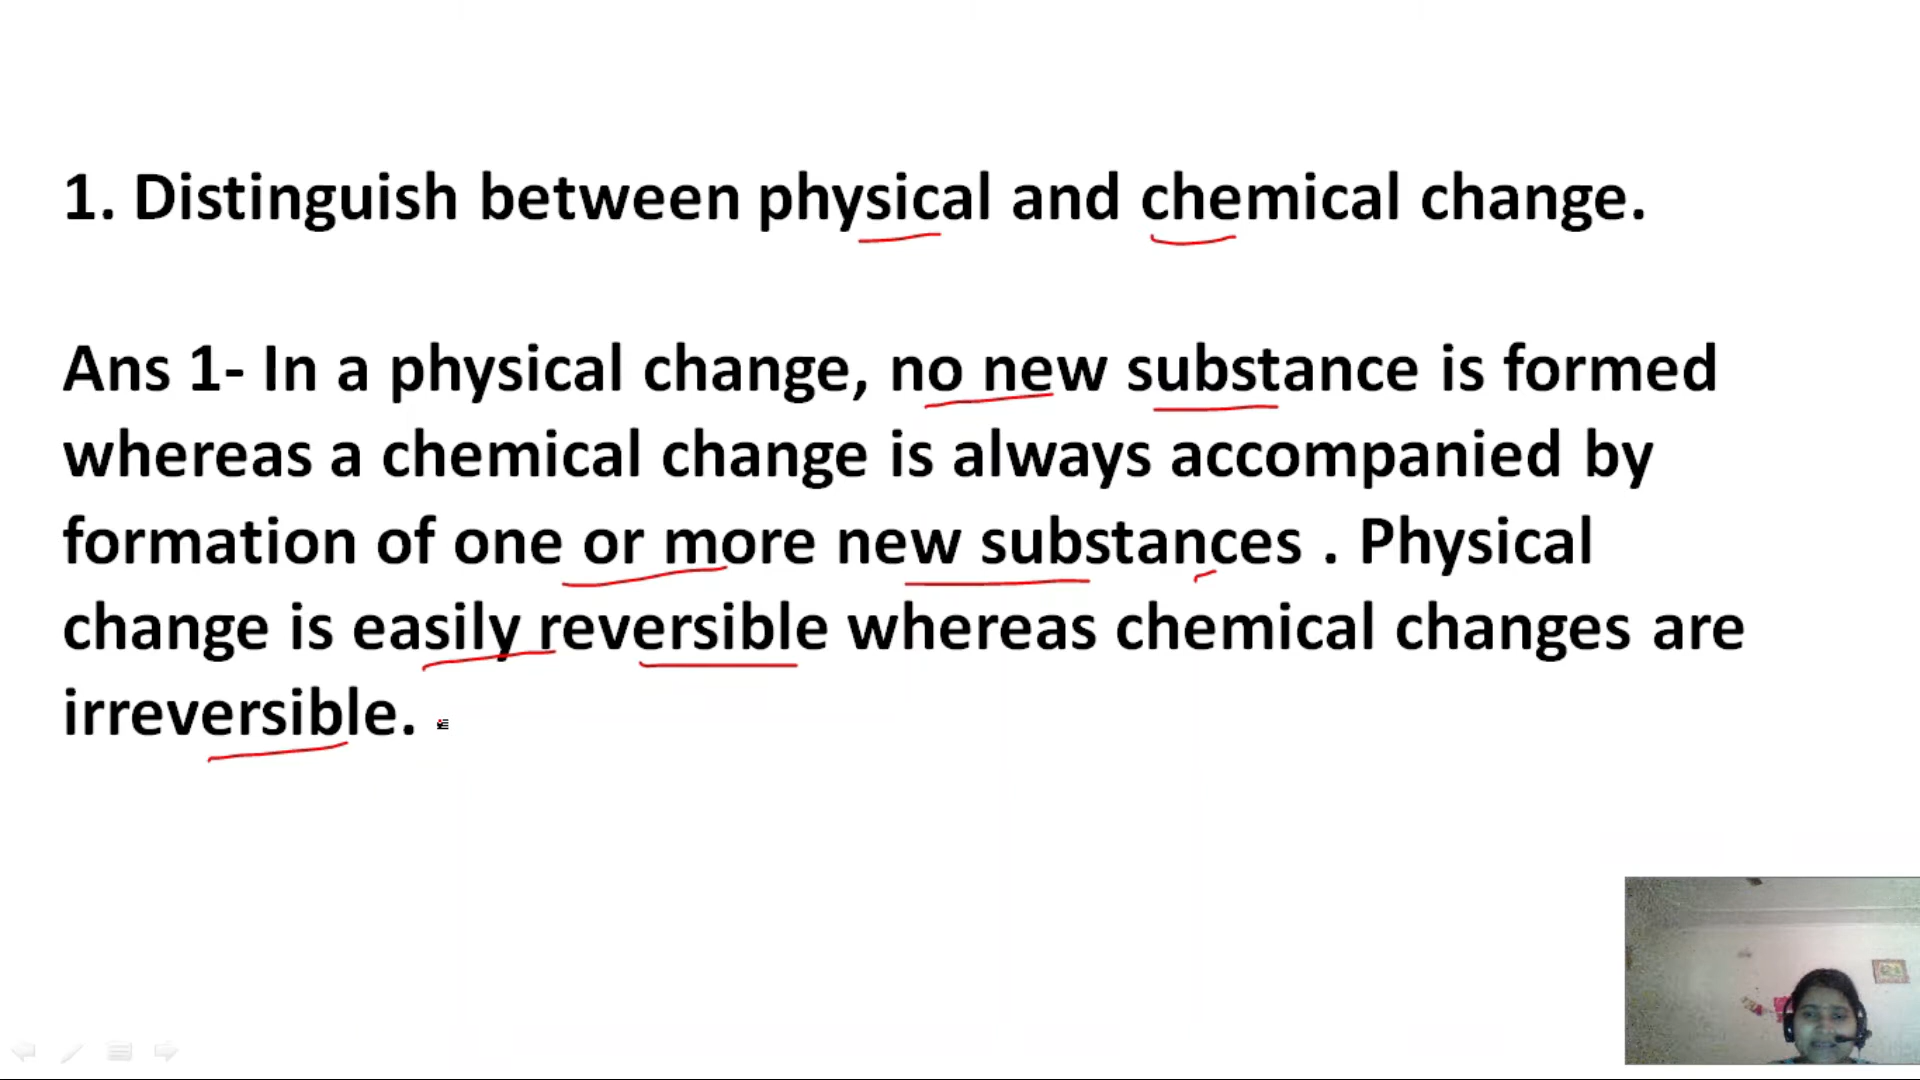 1. Distinguish between physical and chemical change.
Ans 1- In a physical change, no new substance is formed
whereas a chemical change is always accompanied by
formation of one or more new substances . Physical
change is easily reversible whereas chemical changes are
irreversible.